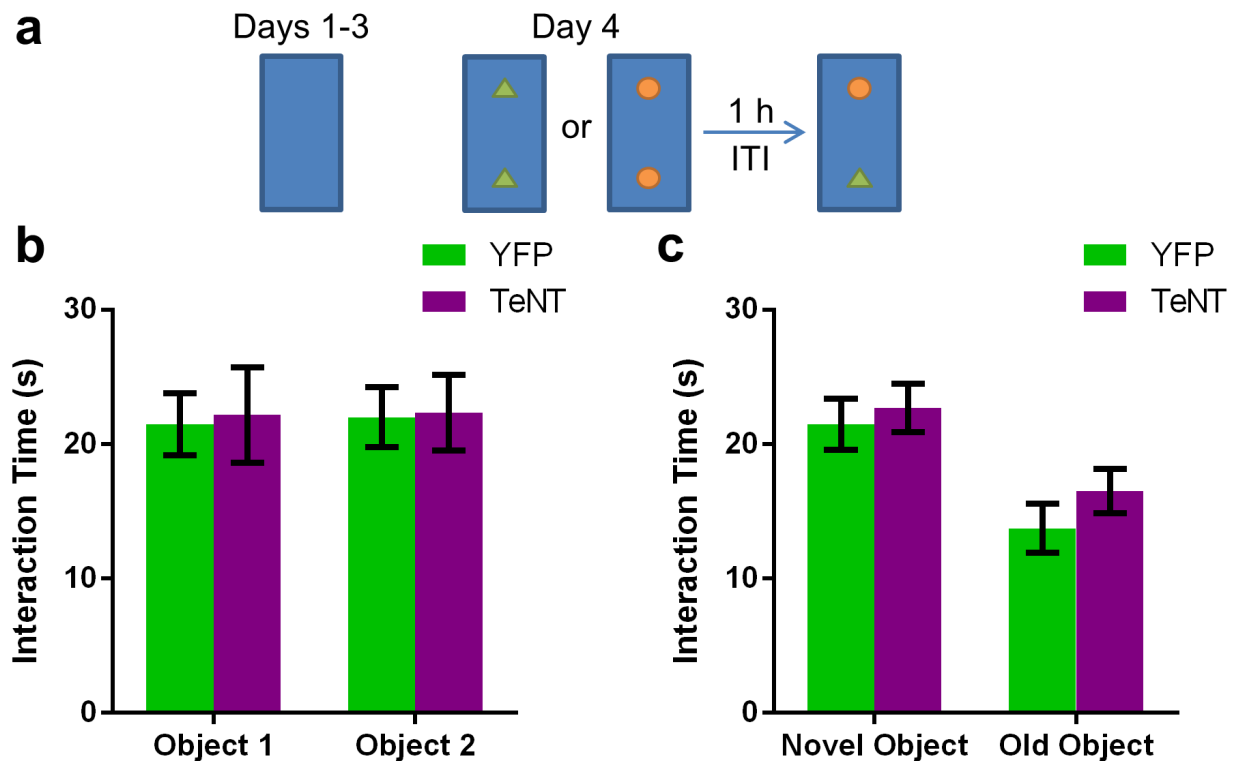 a
Days 1-3
Day 4
or
1 h
ITI
b
YFP
TeNT
Interaction Time (s)
30
20
10
0
Object 1
Object 2
c
YFP
TeNT
Interaction Time (s)
30
20
10
0
Novel Object
Old Object